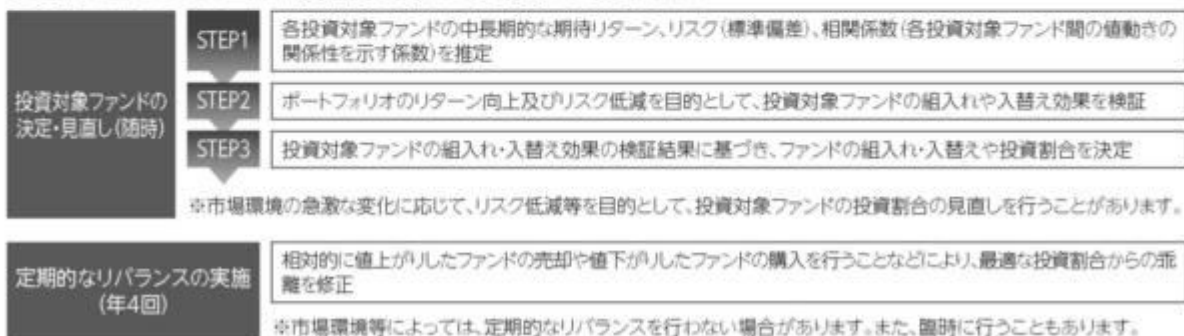 STEP1
各投資対象ファンドの中長期的な期待リターン、リスク(標準偏差)、相関係数(各投資対象ファンド間の値動きの
関係性を示す係数)を推定
投資対象ファンドの
決定・見直し(随時)
STEP2
ポートフォリオのリターン向上及びリスク低減を目的として、投資対象ファンドの組入れや入替え効果を検証
STEP3
投資対象ファンドの組入れ・入替え効果の検証結果に基づき、ファンドの組入れ・入替えや投資割合を決定
※市場環境の急激な変化に応じて、リスク低減等を目的として、投資対象ファンドの投資割合の見直しを行うことがあります。
定期的なリバランスの実施
(年4回)
相対的に値上がりしたファンドの売却や値下がりしたファンドの購入を行うことなどにより、最適な投資割合からの乖
離を修正
※市場環境等によっては、定期的なリバランスを行わない場合があります。また、臨時に行うこともあります。